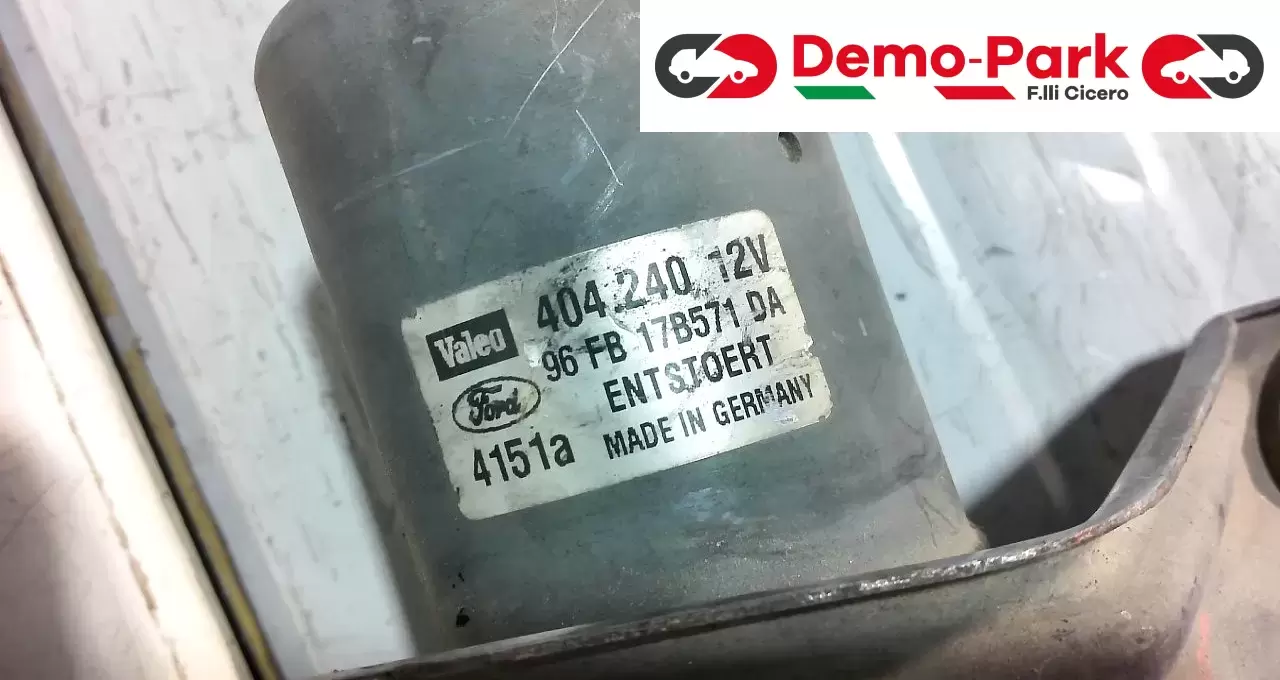 Demo-Park
F.lli Cicero
404.240 12V
Valeo
96 FB 17B571 DA
Ford
ENTSTOERT
4151a MADE IN GERMANY